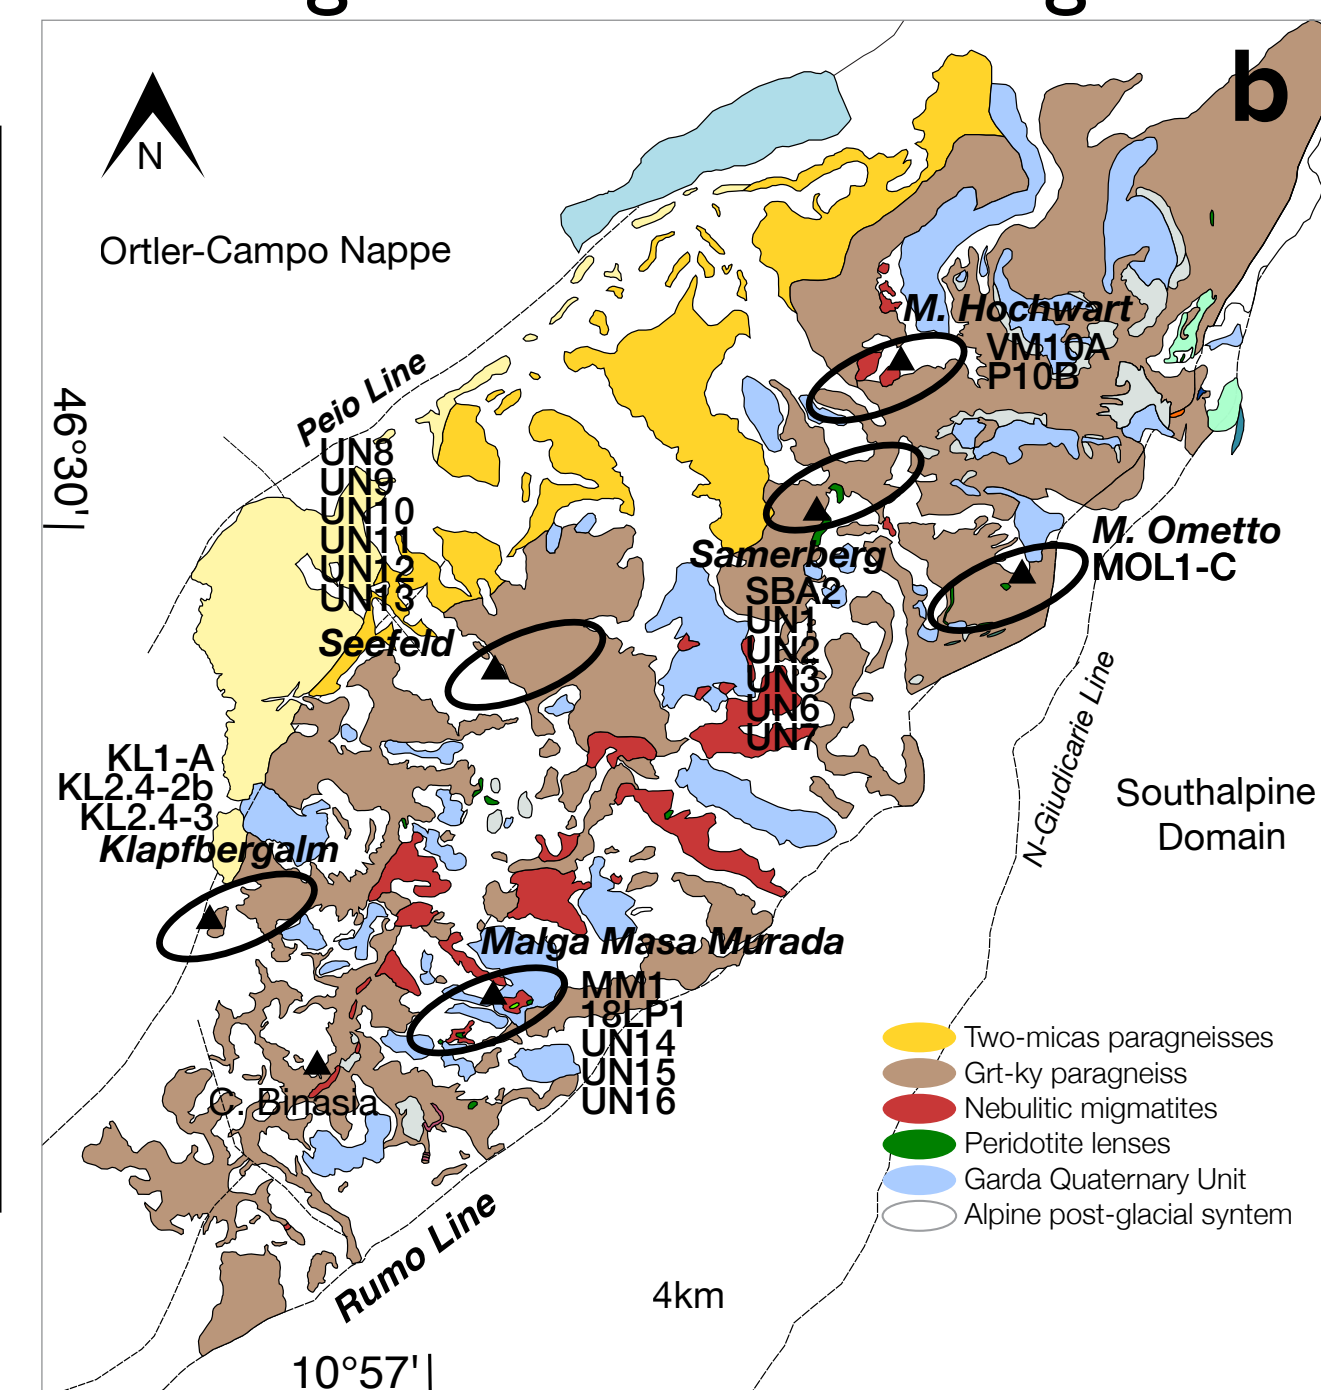 b
N
Ortler-Campo Nappe
M. Hochwart
VM10A
P10B
Peio Line
46°30'|
UN8
UN9
UN10
UN11
UN12
UN13
Seefeld
M. Ometto
MOL1-C
Samerberg
SBA2
UN1
UN2
UN3
UN6
UN7
N-Giudicarie Line
KL1-A
KL2.4-2b
KL2.4-3
Klapfbergalm
Southalpine
Domain
Malga Masa Murada
MM1
18LP1
UN14
UN15
UN16
C. Binasia
Two-micas paragneisses
Grt-ky paragneiss
Nebulitic migmatites
Peridotite lenses
Garda Quaternary Unit
Alpine post-glacial syntem
Rumo Line
4km
10°57'|